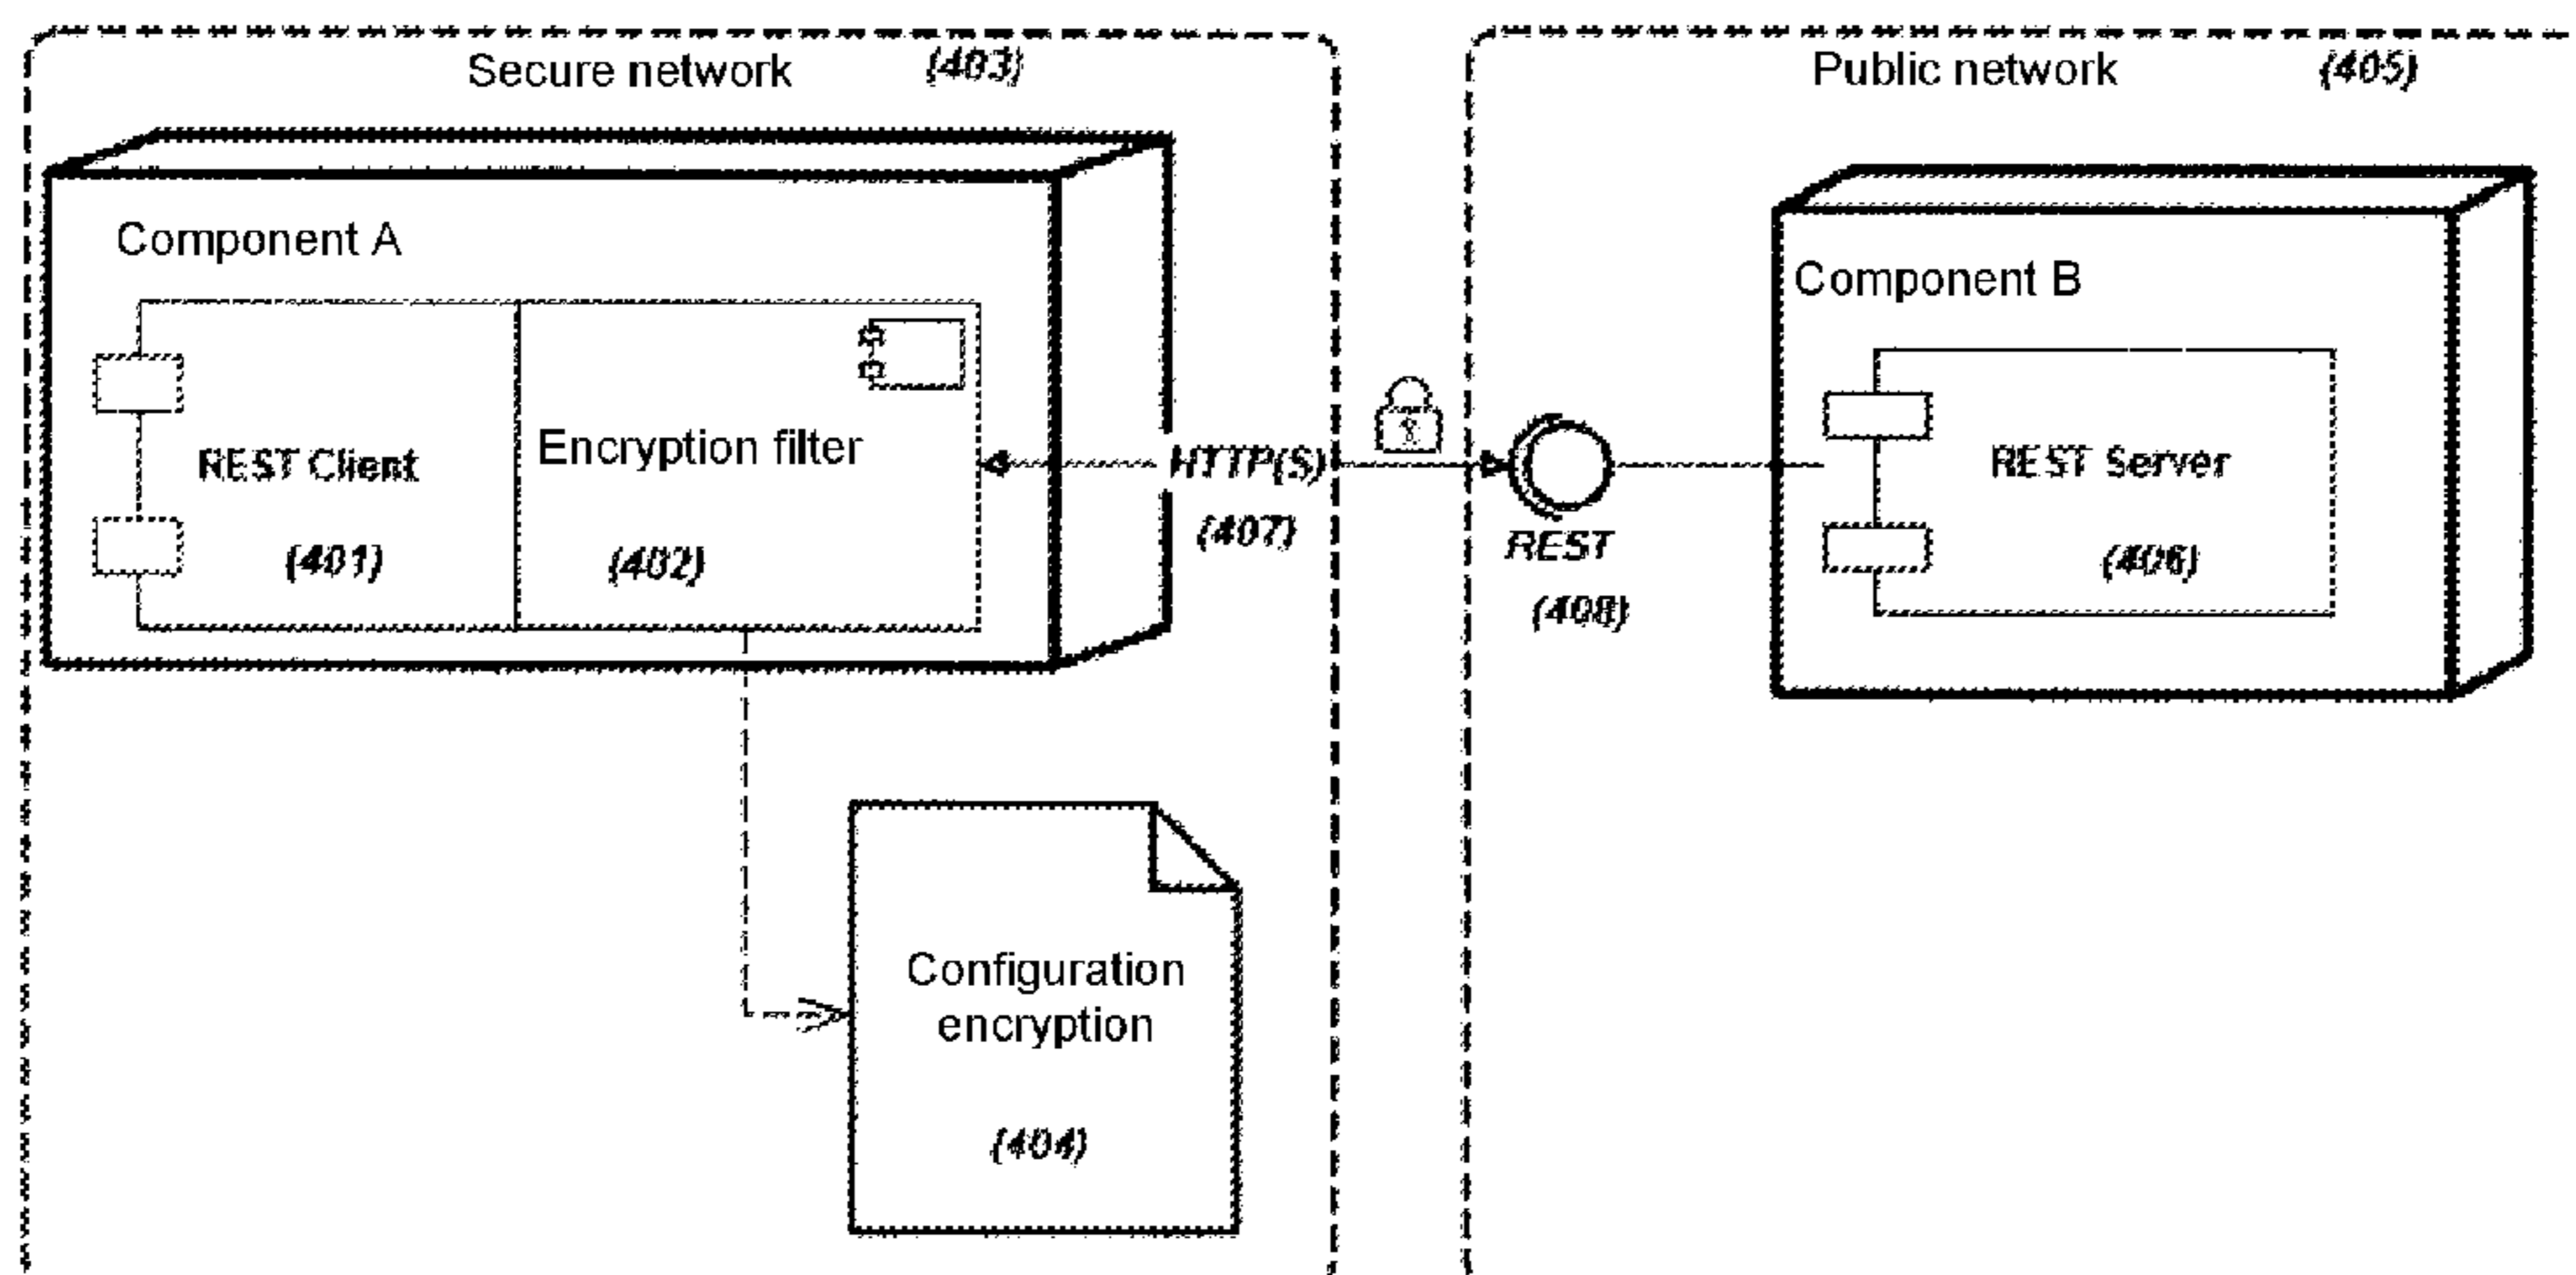 Secure network (403)
Public network (405)
Component A
Component B
REST Client
(401)
Encryption filter
(402)
HTTP(S)
(407)
REST
(408)
REST Server
(406)
Configuration
encryption
(404)